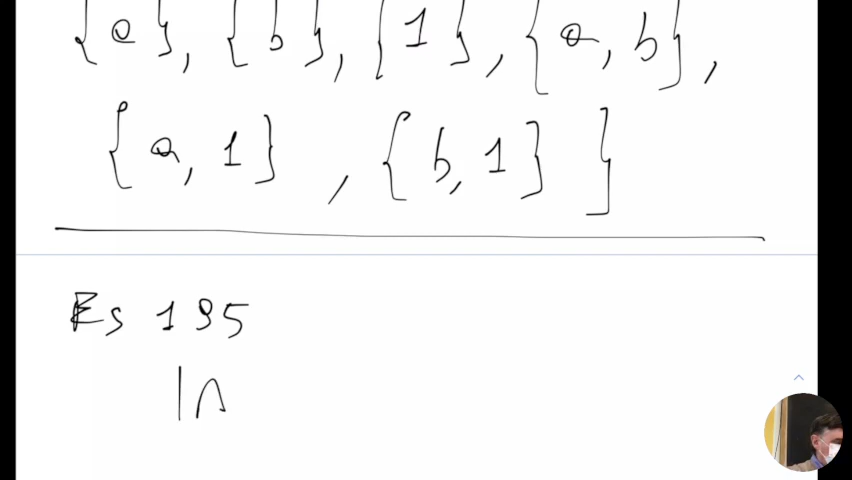 {a}, {b}, {1}, {a, b},
{a, 1} , {b, 1} }
Es 195
|A